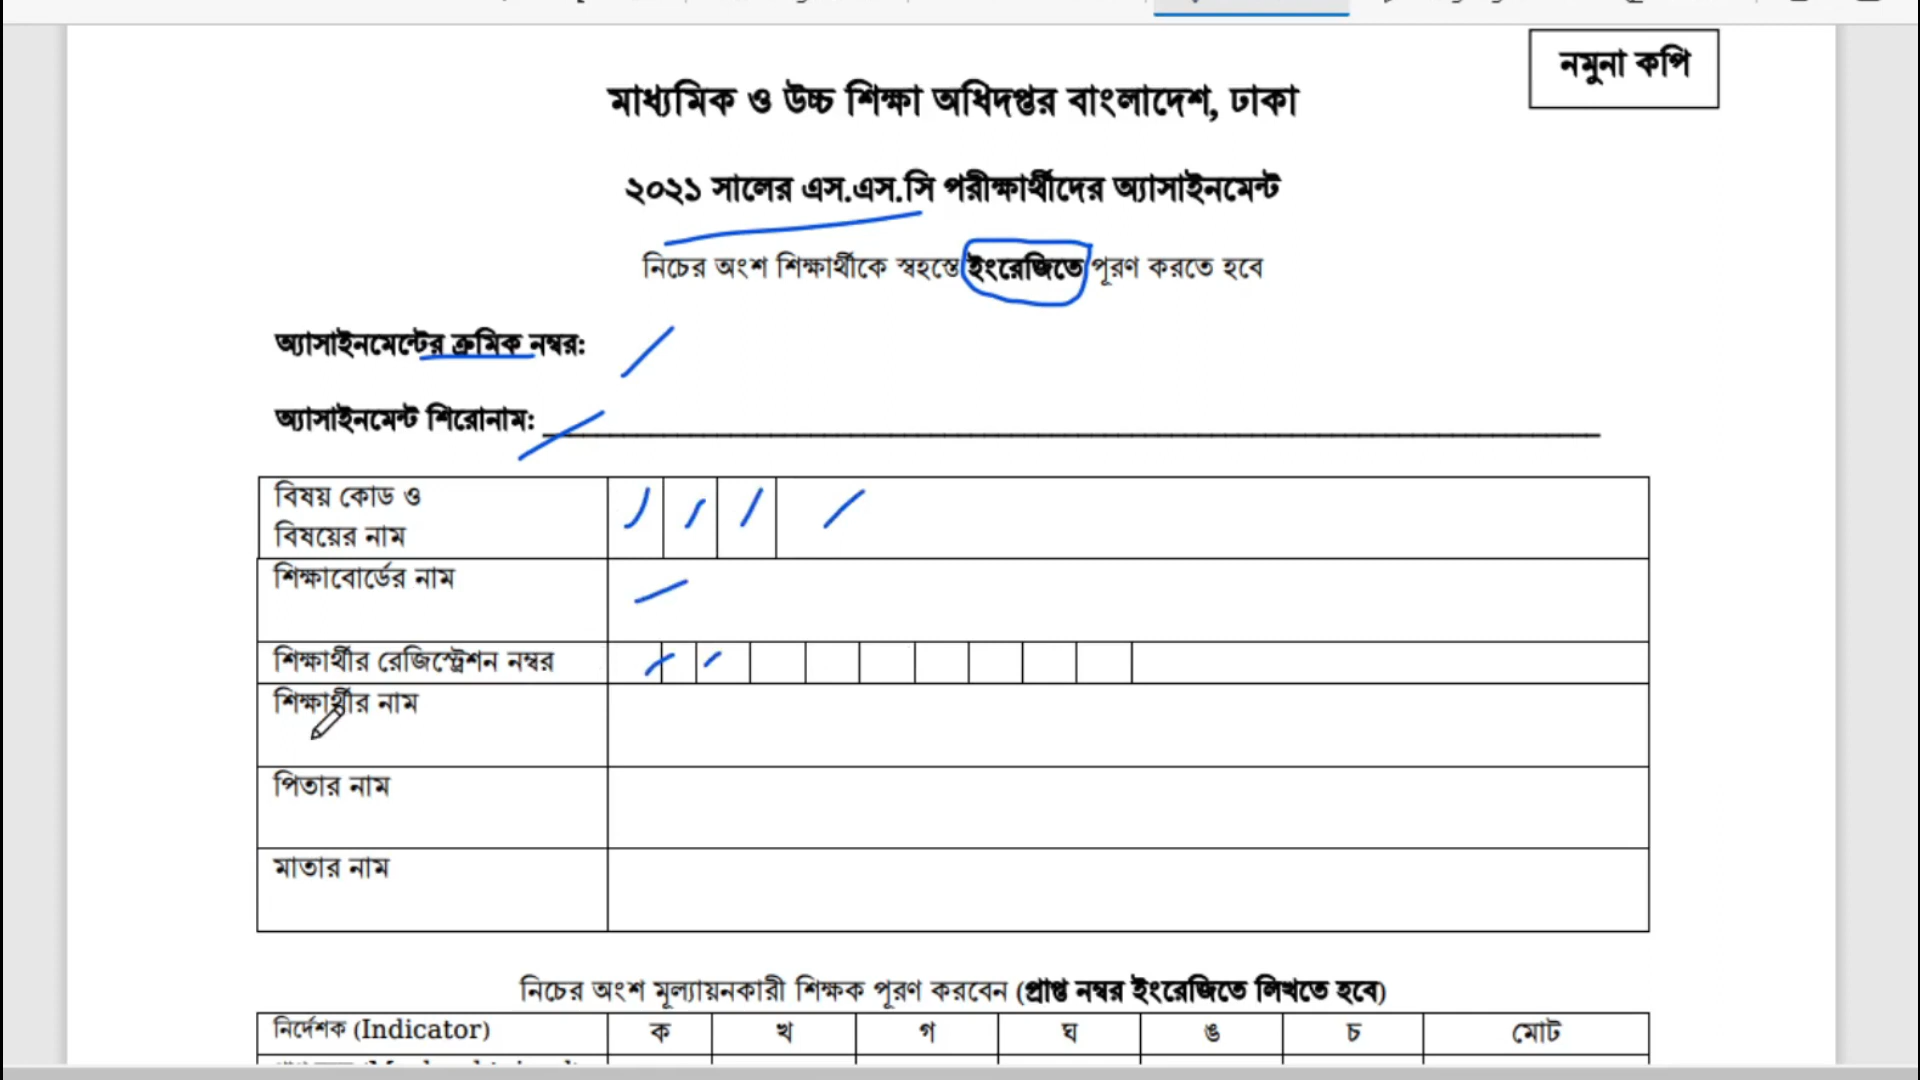 নমুনা কপি
মাধ্যমিক ও উচ্চ শিক্ষা অধিদপ্তর বাংলাদেশ, ঢাকা
২০২১ সালের এস.এস.সি পরীক্ষার্থীদের অ্যাসাইনমেন্ট
নিচের অংশ শিক্ষার্থীকে স্বহস্তে ইংরেজিতে পূরণ করতে হবে
অ্যাসাইনমেন্টের ক্রমিক নম্বর:
অ্যাসাইনমেন্ট শিরোনাম:
বিষয় কোড ও
বিষয়ের নাম
শিক্ষাবোর্ডের নাম
শিক্ষার্থীর রেজিস্ট্রেশন নম্বর
শিক্ষার্থীর নাম
পিতার নাম
মাতার নাম
নিচের অংশ মূল্যায়নকারী শিক্ষক পূরণ করবেন (প্রাপ্ত নম্বর ইংরেজিতে লিখতে হবে)
নির্দেশক (Indicator) ক খ গ ঘ ঙ চ মোট